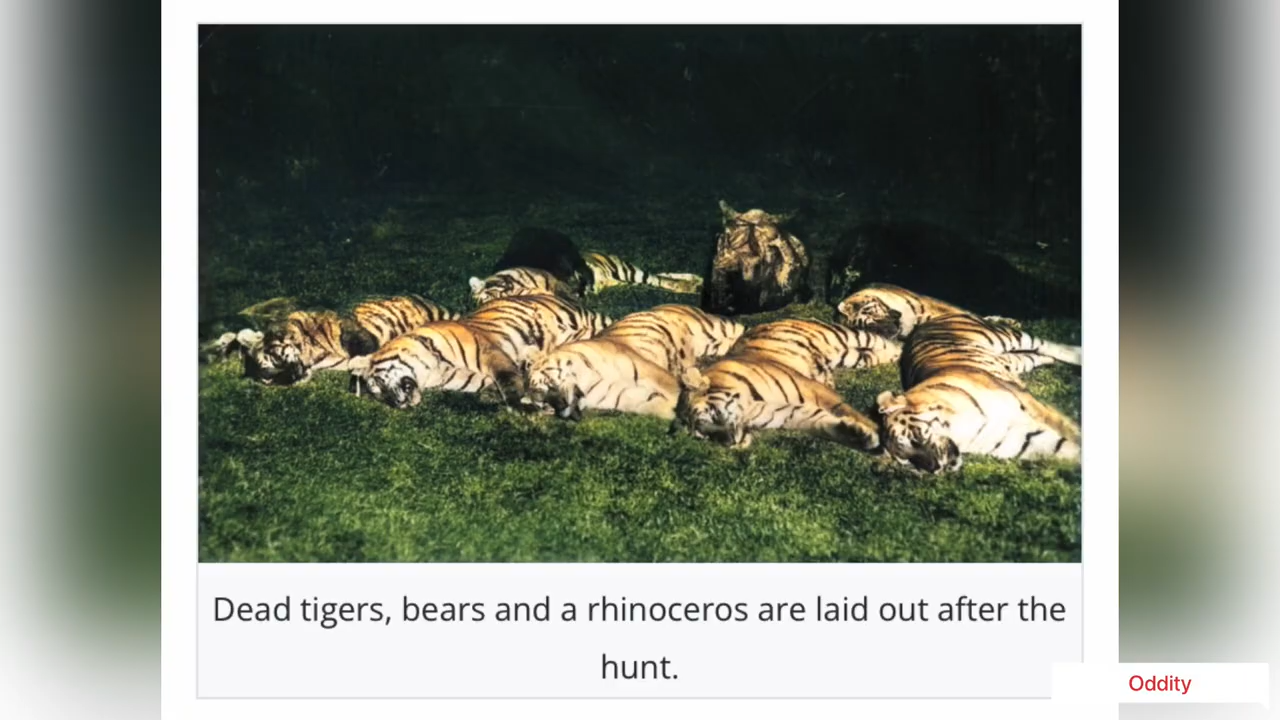 Dead tigers, bears and a rhinoceros are laid out after the
hunt.
Oddity